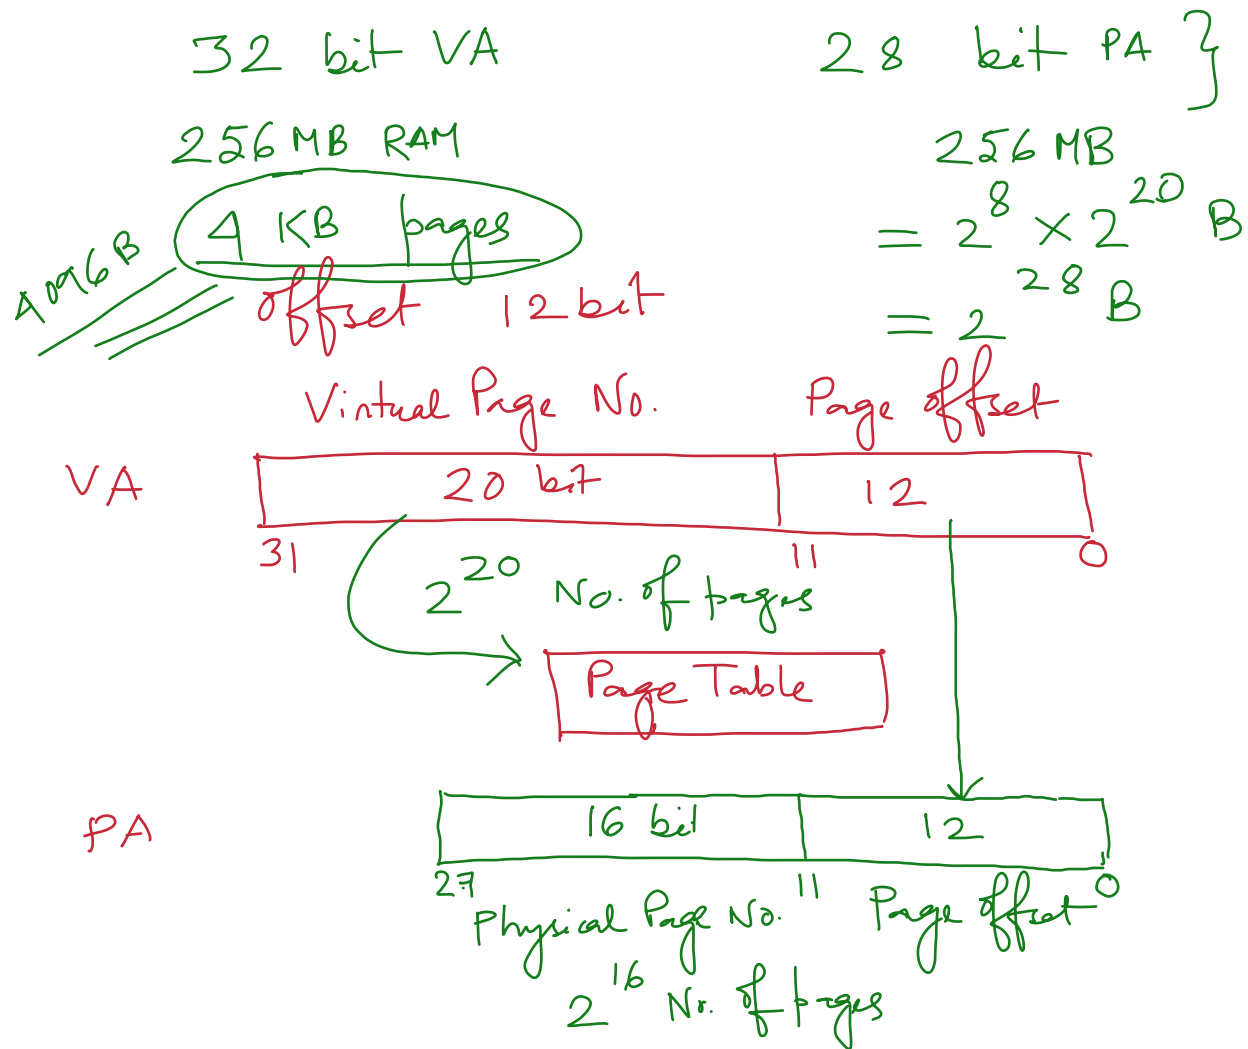 32 bit VA 28 bit PA }
256 MB RAM 256 MB
4 KB pages = 2^8 × 2^20 B
4096 B
offset 12 bit = 2^28 B
Virtual Page No. Page offset
VA 20 bit 12
31 11 0
2^20 No. of pages
Page Table
PA 16 bit 12
27 11 0
Physical Page No. Page offset
2^16 No. of pages